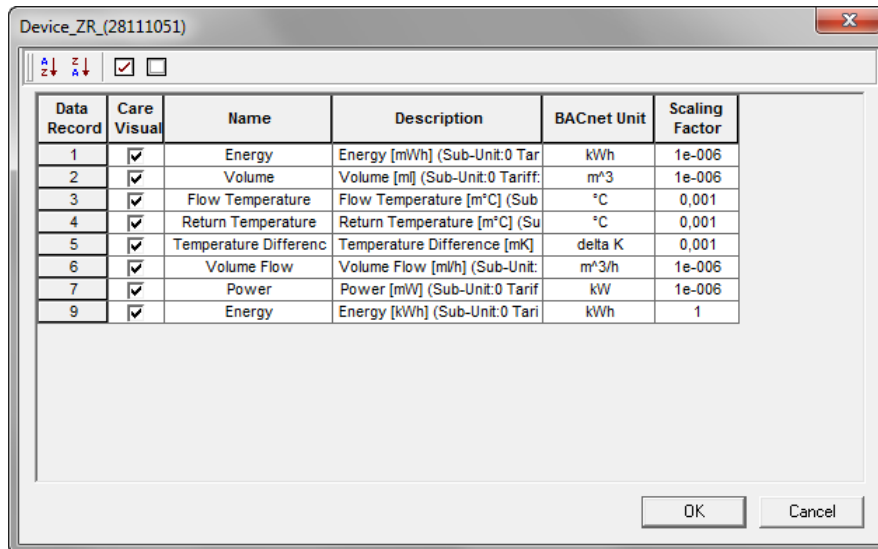 Device_ZR_(28111051)
Data Record Care Visual Name Description BACnet Unit Scaling Factor
1 Energy Energy [mWh] (Sub-Unit:0 Tar kWh 1e-006
2 Volume Volume [ml] (Sub-Unit:0 Tariff: m^3 1e-006
3 Flow Temperature Flow Temperature [m°C] (Sub °C 0,001
4 Return Temperature Return Temperature [m°C] (Su °C 0,001
5 Temperature Differenc Temperature Difference [mK] delta K 0,001
6 Volume Flow Volume Flow [ml/h] (Sub-Unit: m^3/h 1e-006
7 Power Power [mW] (Sub-Unit:0 Tarif kW 1e-006
9 Energy Energy [kWh] (Sub-Unit:0 Tari kWh 1
OK Cancel